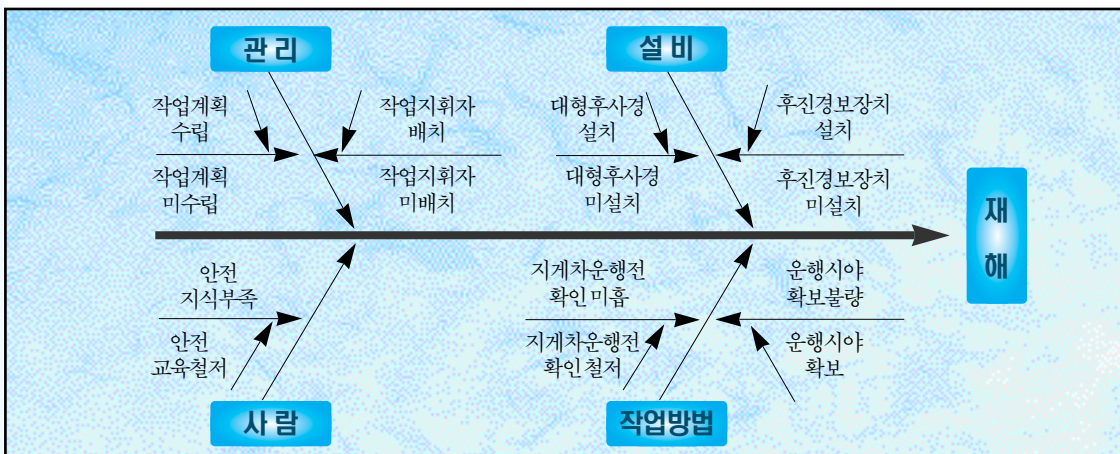 관 리
설 비
작업계획
수립
작업지휘자
배치
대형후사경
설치
후진경보장치
설치
작업계획
미수립
작업지휘자
미배치
대형후사경
미설치
후진경보장치
미설치
재
해
안전
지식부족
지게차운행전
확인미흡
운행시야
확보불량
안전
교육철저
지게차운행전
확인철저
운행시야
확보
사 람
작업방법